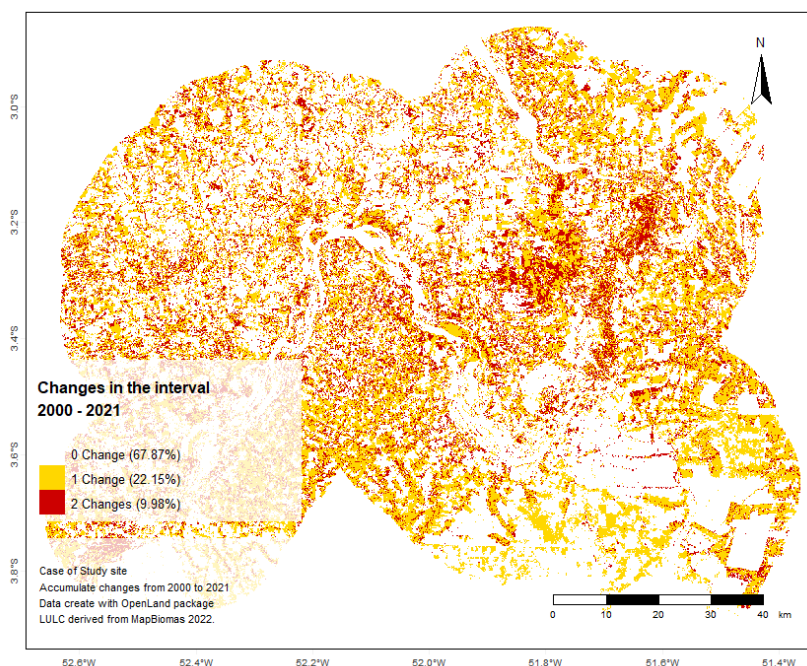 N
3.0°S
3.2°S
3.4°S
3.6°S
3.8°S
Changes in the interval
2000 - 2021
0 Change (67.87%)
1 Change (22.15%)
2 Changes (9.98%)
Case of Study site
Accumulate changes from 2000 to 2021
Data create with OpenLand package
LULC derived from MapBiomas 2022.
0 10 20 30 40 km
52.6°W 52.4°W 52.2°W 52.0°W 51.8°W 51.6°W 51.4°W